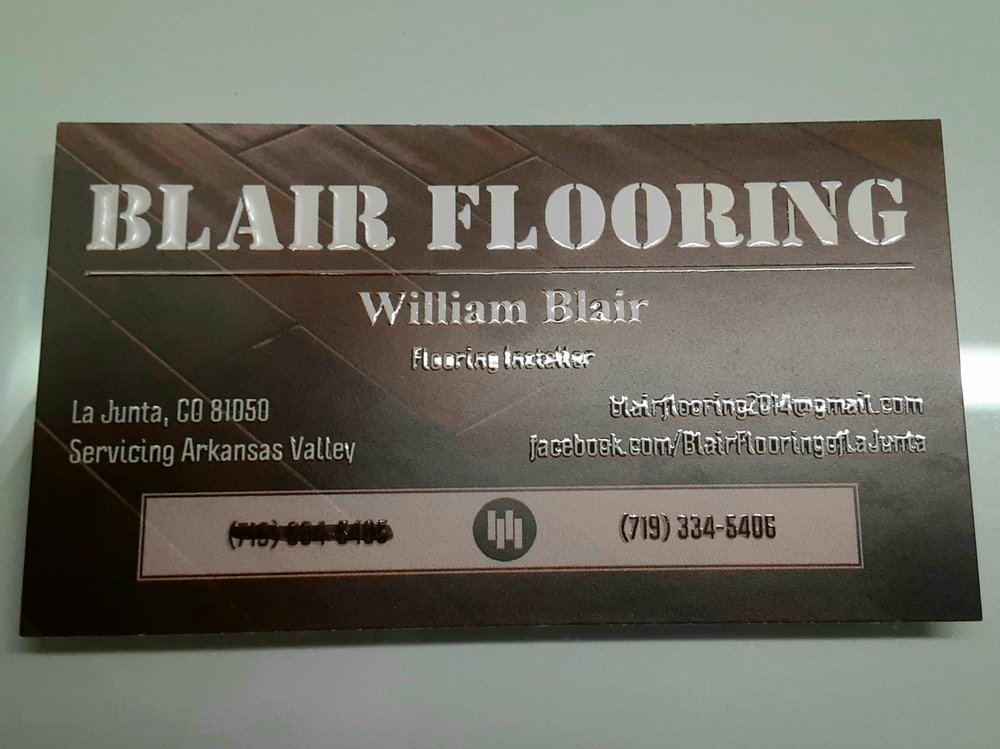 BLAIR FLOORING
William Blair
Flooring Installer
La Junta, CO 81050
Servicing Arkansas Valley
blairflooring2014@gmail.com
facebook.com/BlairFlooringofLaJunta
(719) 334-5406